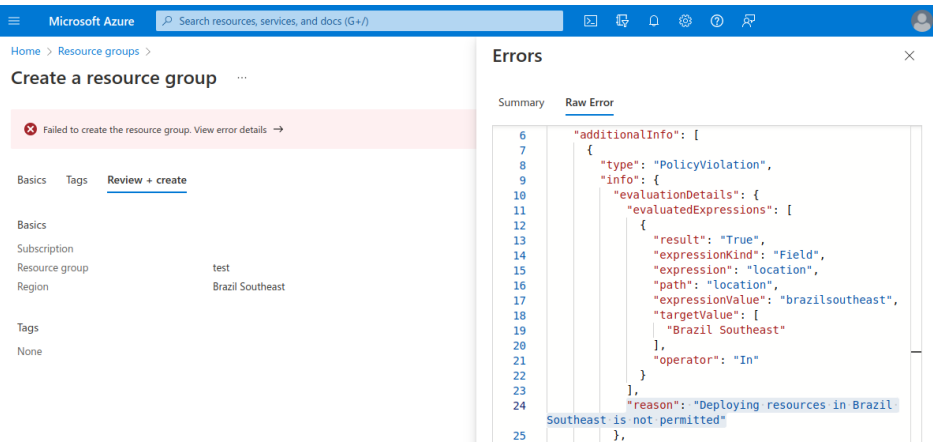 Microsoft Azure
Search resources, services, and docs (G+/)
Home > Resource groups >
Create a resource group ...
Failed to create the resource group. View error details →
Basics Tags Review + create
Basics
Subscription
Resource group test
Region Brazil Southeast
Tags
None
Errors
Summary Raw Error
6 "additionalInfo": [
7 {
8 "type": "PolicyViolation",
9 "info": {
10 "evaluationDetails": {
11 "evaluatedExpressions": [
12 {
13 "result": "True",
14 "expressionKind": "Field",
15 "expression": "location",
16 "path": "location",
17 "expressionValue": "brazilsoutheast",
18 "targetValue": [
19 "Brazil Southeast"
20 ],
21 "operator": "In"
22 }
23 ],
24 "reason": "Deploying resources in Brazil
Southeast is not permitted"
25 },